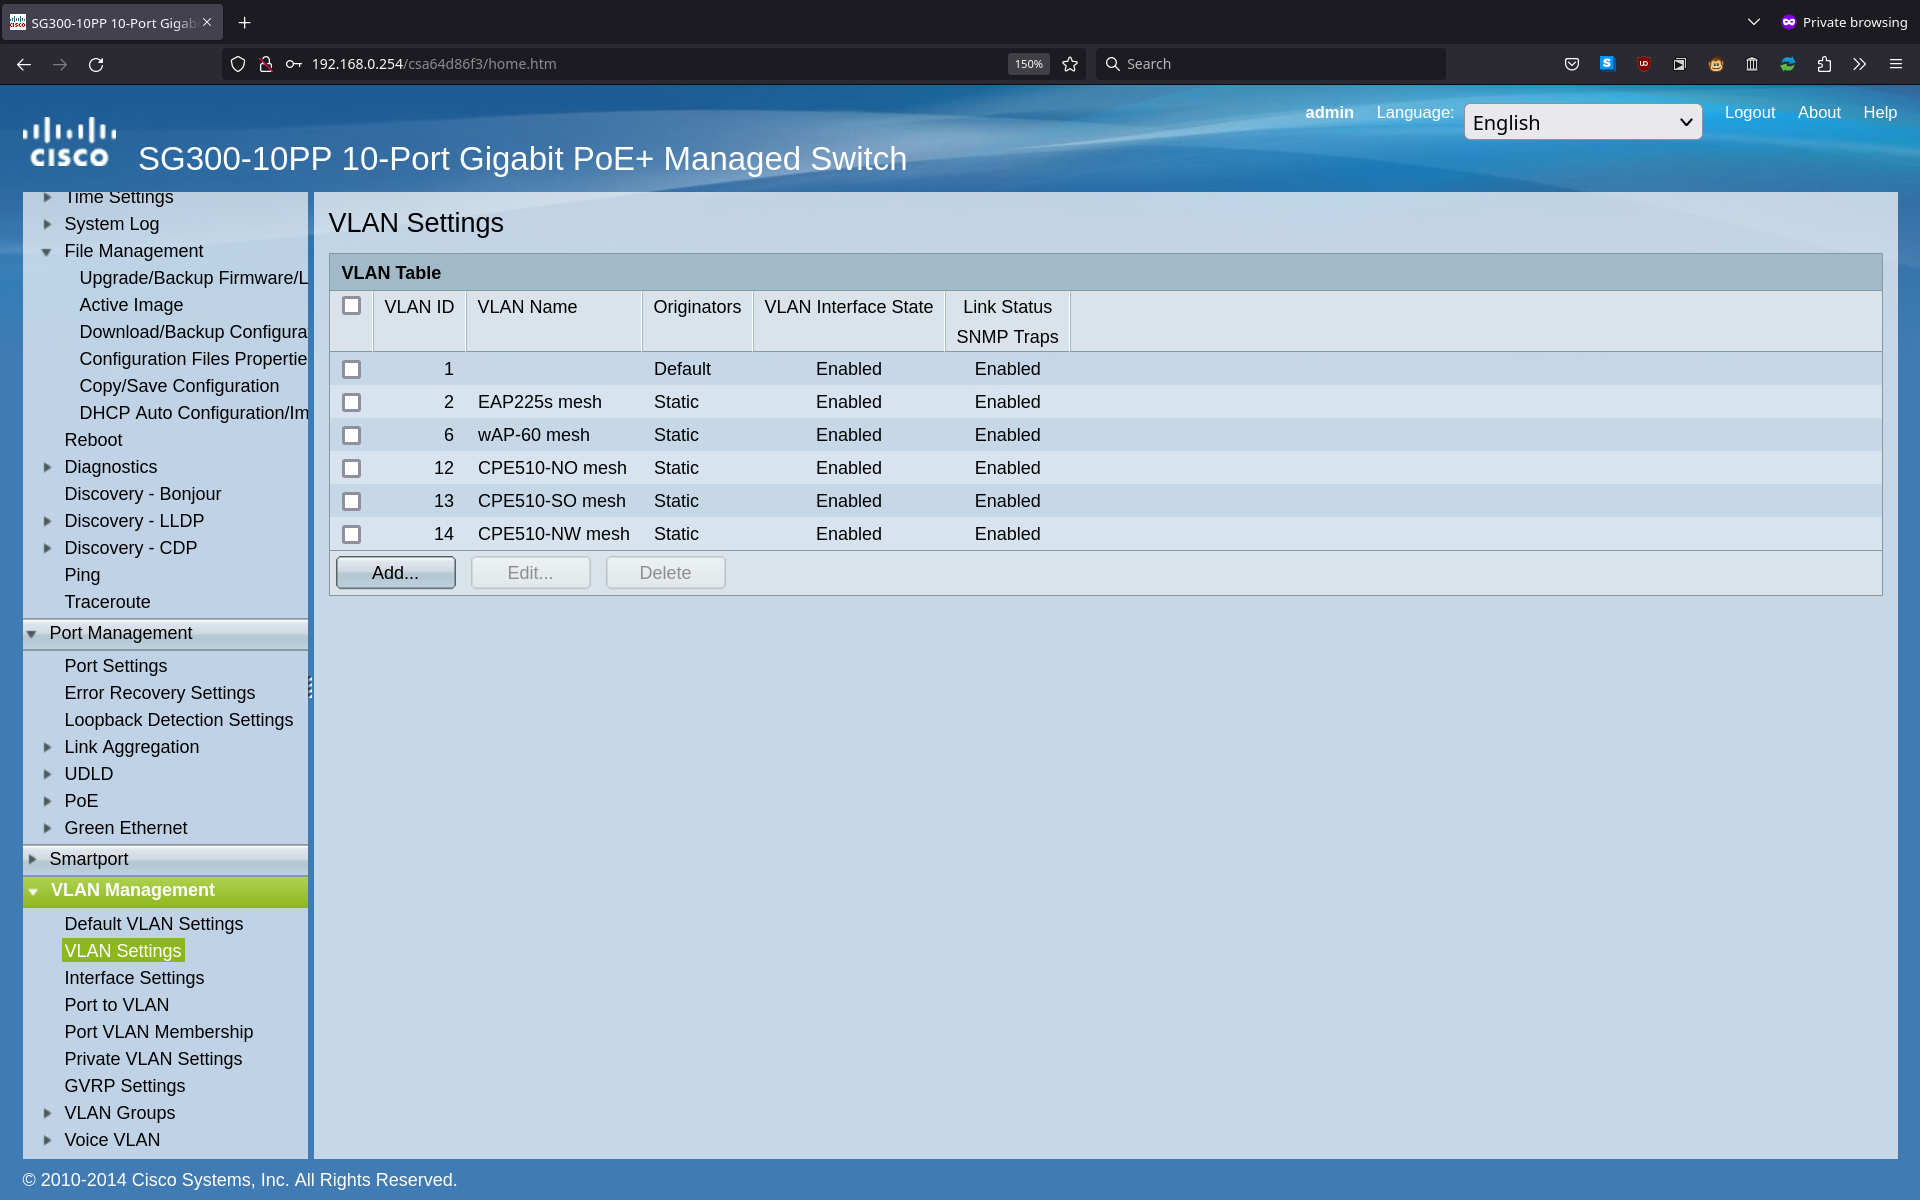 SG300-10PP 10-Port Gigab
Private browsing
192.168.0.254/csa64d86f3/home.htm
150%
Search
admin Language: English Logout About Help
CISCO
SG300-10PP 10-Port Gigabit PoE+ Managed Switch
Time Settings
System Log
File Management
Upgrade/Backup Firmware/L
Active Image
Download/Backup Configura
Configuration Files Propertie
Copy/Save Configuration
DHCP Auto Configuration/Im
Reboot
Diagnostics
Discovery - Bonjour
Discovery - LLDP
Discovery - CDP
Ping
Traceroute
Port Management
Port Settings
Error Recovery Settings
Loopback Detection Settings
Link Aggregation
UDLD
PoE
Green Ethernet
Smartport
VLAN Management
Default VLAN Settings
VLAN Settings
Interface Settings
Port to VLAN
Port VLAN Membership
Private VLAN Settings
GVRP Settings
VLAN Groups
Voice VLAN
VLAN Settings
VLAN Table
VLAN ID VLAN Name Originators VLAN Interface State Link Status
SNMP Traps
1 Default Enabled Enabled
2 EAP225s mesh Static Enabled Enabled
6 wAP-60 mesh Static Enabled Enabled
12 CPE510-NO mesh Static Enabled Enabled
13 CPE510-SO mesh Static Enabled Enabled
14 CPE510-NW mesh Static Enabled Enabled
Add... Edit... Delete
© 2010-2014 Cisco Systems, Inc. All Rights Reserved.